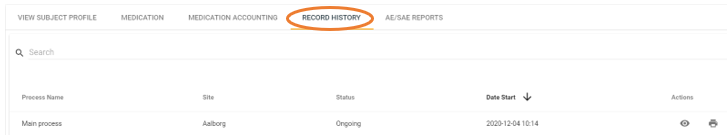 VIEW SUBJECT PROFILE MEDICATION MEDICATION ACCOUNTING RECORD HISTORY AE/SAE REPORTS
Search
Process Name Site Status Date Start Actions
Main process Aalborg Ongoing 2020-12-04 10:14